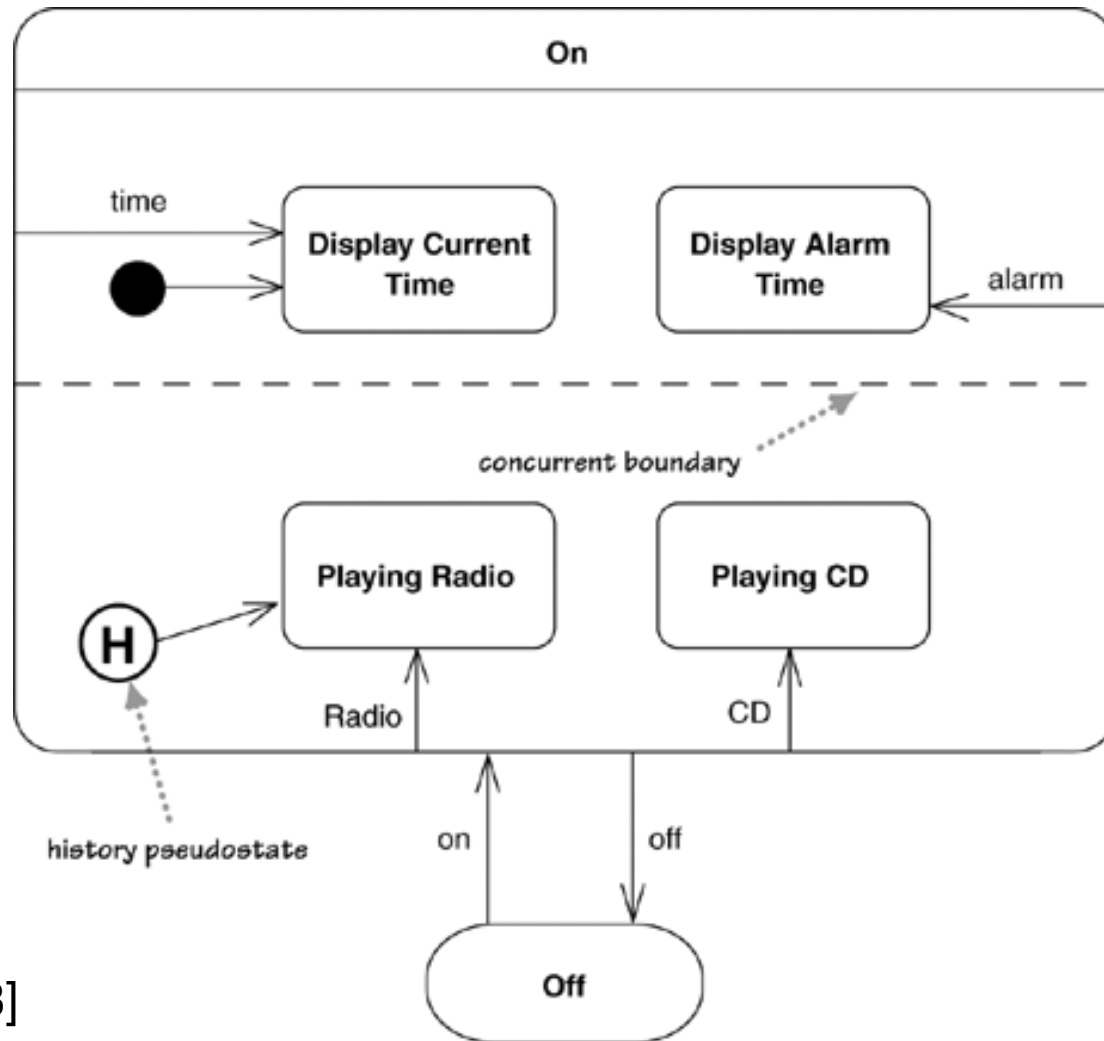 On
time
Display Current
Time
Display Alarm
Time
alarm
concurrent boundary
Playing Radio
Playing CD
H
Radio
CD
history pseudostate
on
off
Off
3]